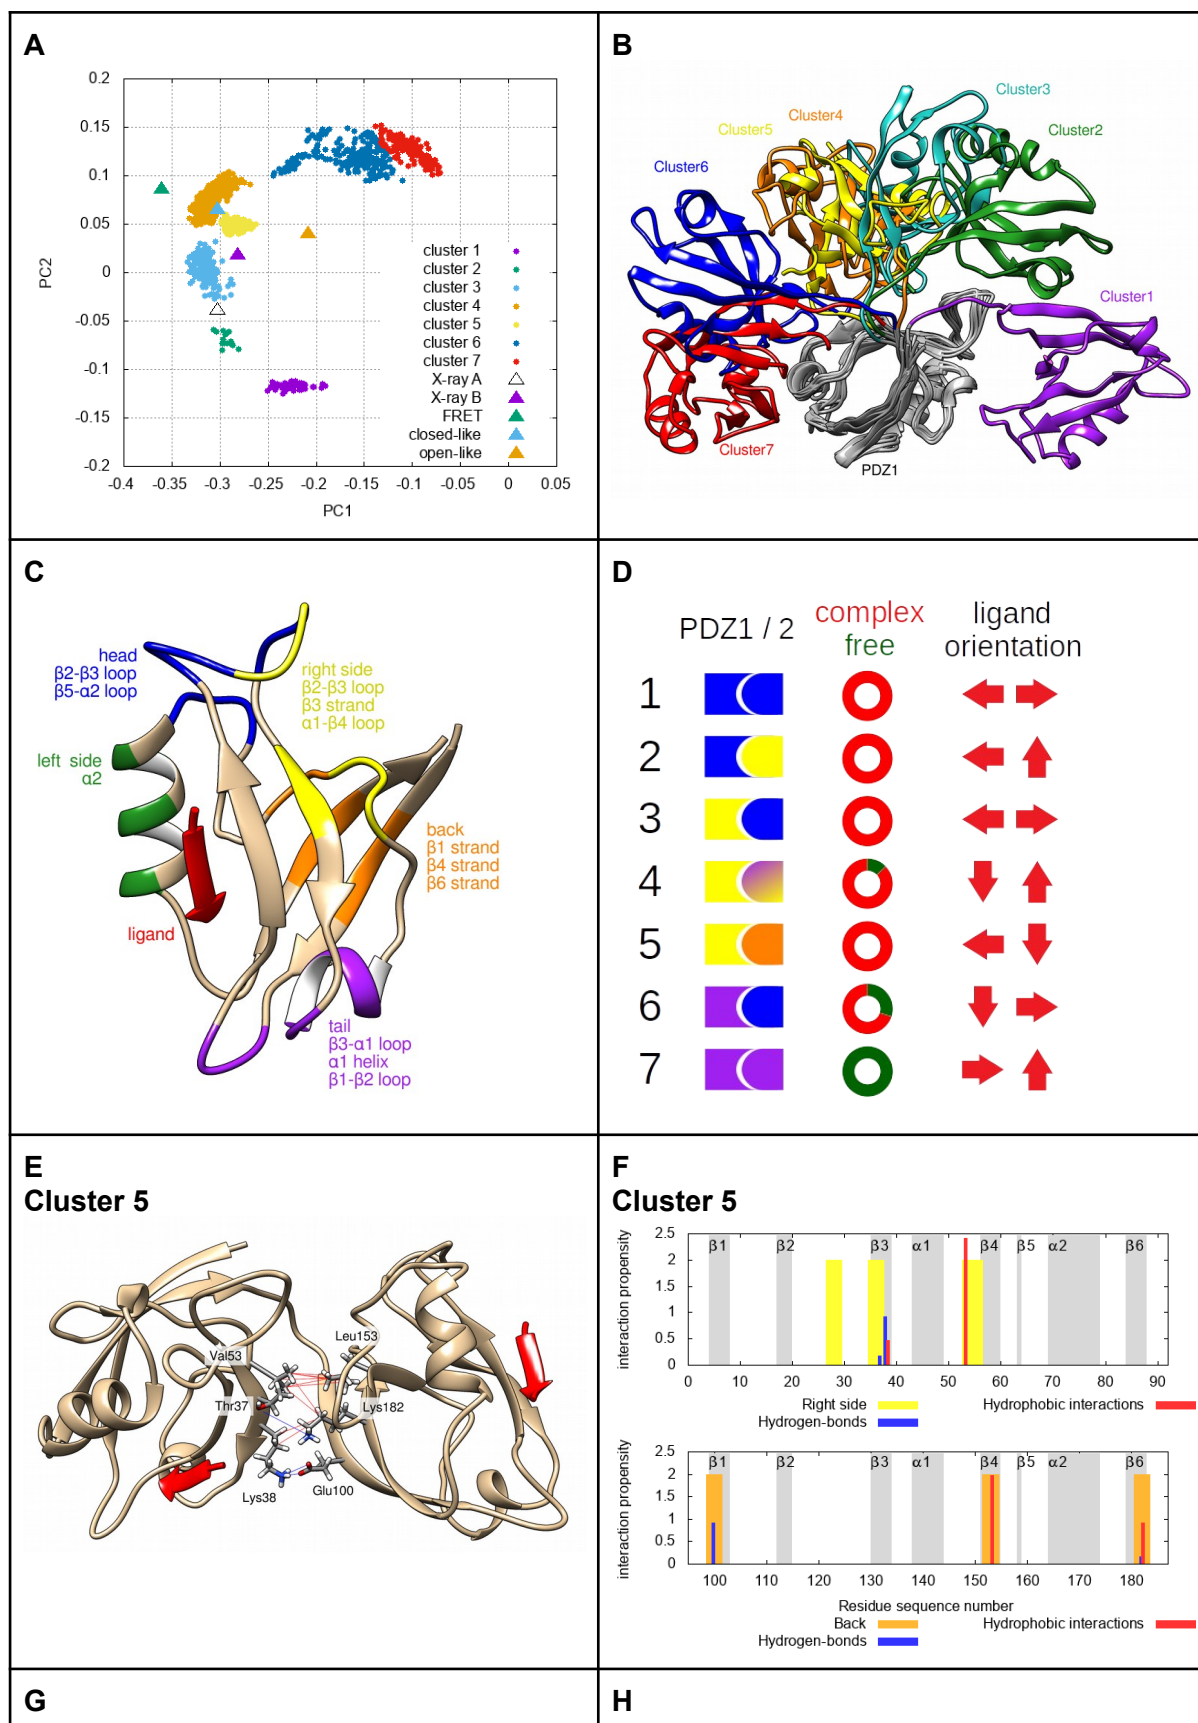 A
0.2
0.15
0.1
0.05
0
-0.05
-0.1
-0.15
-0.2
-0.4 -0.35 -0.3 -0.25 -0.2 -0.15 -0.1 -0.05 0 0.05
PC2
PC1
cluster 1
cluster 2
cluster 3
cluster 4
cluster 5
cluster 6
cluster 7
X-ray A
X-ray B
FRET
closed-like
open-like
B
Cluster3
Cluster4
Cluster5
Cluster2
Cluster6
Cluster1
Cluster7
PDZ1
C
head
β2-β3 loop
β5-α2 loop
right side
β2-β3 loop
β3 strand
α1-β4 loop
left side
α2
back
β1 strand
β4 strand
β6 strand
ligand
tail
β3-α1 loop
α1 helix
β1-β2 loop
D
PDZ1 / 2
complex
free
ligand
orientation
1
2
3
4
5
6
7
E
Cluster 5
Leu153
Val53
Thr37
Lys182
Lys38
Glu100
F
Cluster 5
interaction propensity
2.5
2
1.5
1
0.5
0
β1 β2 β3 α1 β4 β5 α2 β6
0 10 20 30 40 50 60 70 80 90
Right side
Hydrogen-bonds
Hydrophobic interactions
interaction propensity
2.5
2
1.5
1
0.5
0
β1 β2 β3 α1 β4 β5 α2 β6
100 110 120 130 140 150 160 170 180
Residue sequence number
Back
Hydrogen-bonds
Hydrophobic interactions
G
H